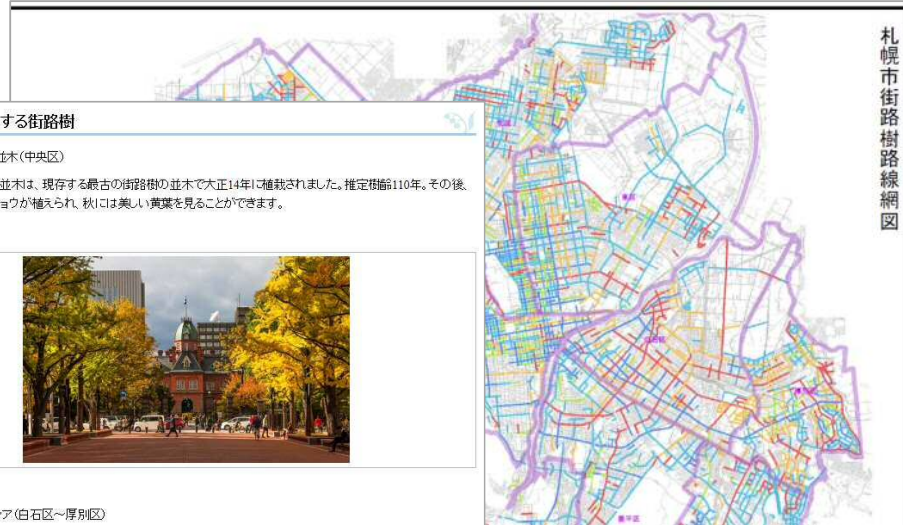 札幌市街路樹路線網図
する街路樹
並木(中央区)
並木は、現存する最古の街路樹の並木で大正14年に植栽されました。推定樹齢110年。その後、
ョウが植えられ、秋には美しい黄葉を見ることができます。
ア(白石区～厚別区)